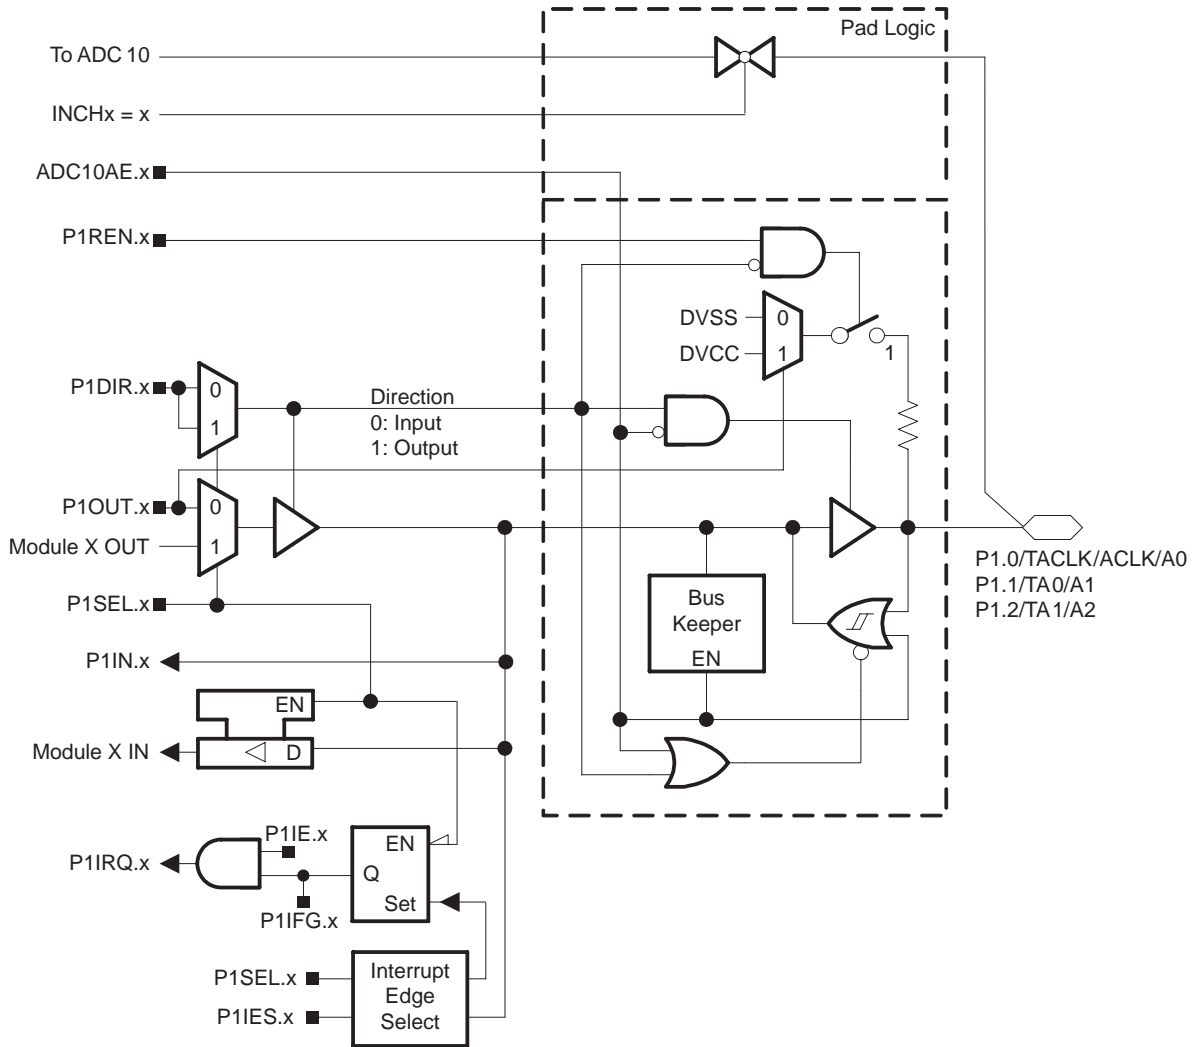 Pad Logic
To ADC 10
INCHx = x
ADC10AE.x
P1REN.x
DVSS
0
DVCC
1
1
P1DIR.x
0
1
Direction
0: Input
1: Output
P1OUT.x
0
Module X OUT
1
P1.0/TACLK/ACLK/A0
P1.1/TA0/A1
P1.2/TA1/A2
P1SEL.x
Bus
Keeper
EN
P1IN.x
EN
Module X IN
D
P1IE.x
P1IRQ.x
EN
Q
Set
P1IFG.x
P1SEL.x
P1IES.x
Interrupt
Edge
Select